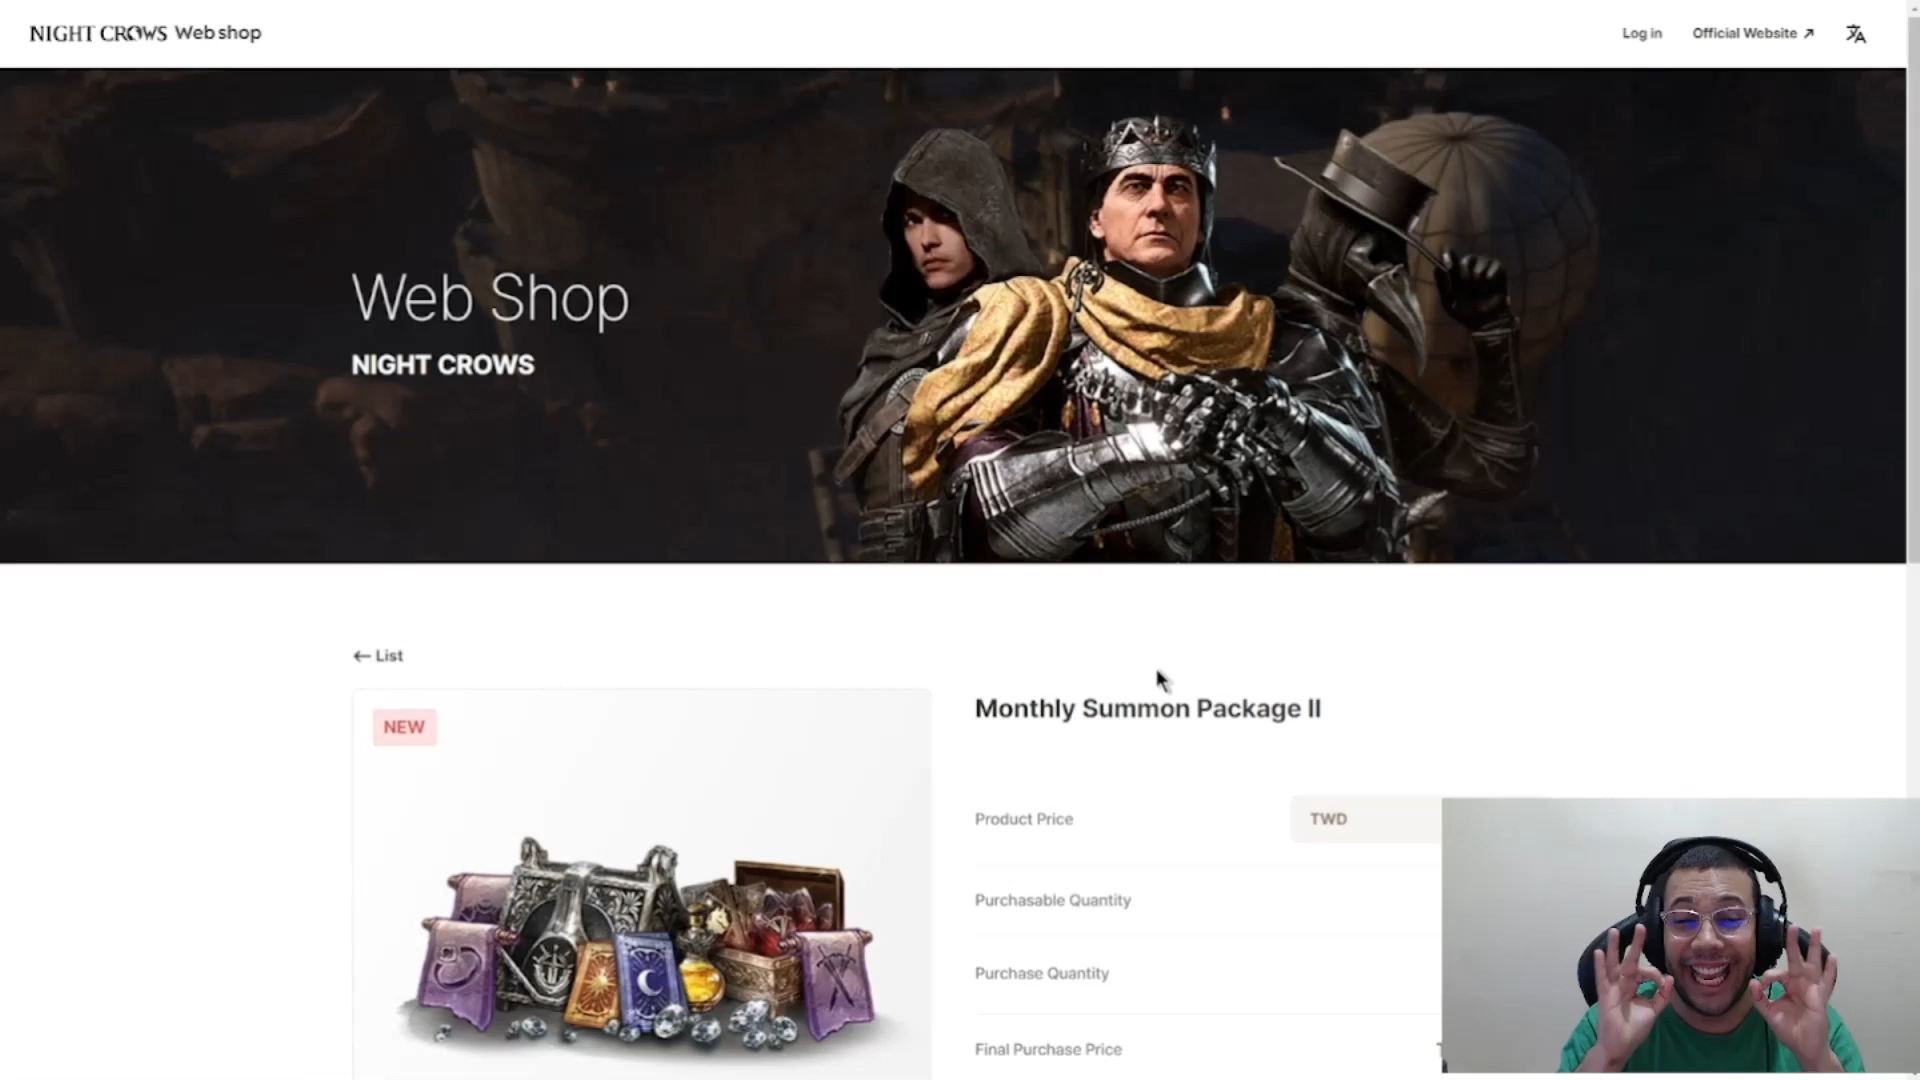 NIGHT CROWS Web shop
Log in
Official Website
Web Shop
NIGHT CROWS
List
NEW
Monthly Summon Package II
Product Price
TWD
Purchasable Quantity
Purchase Quantity
Final Purchase Price